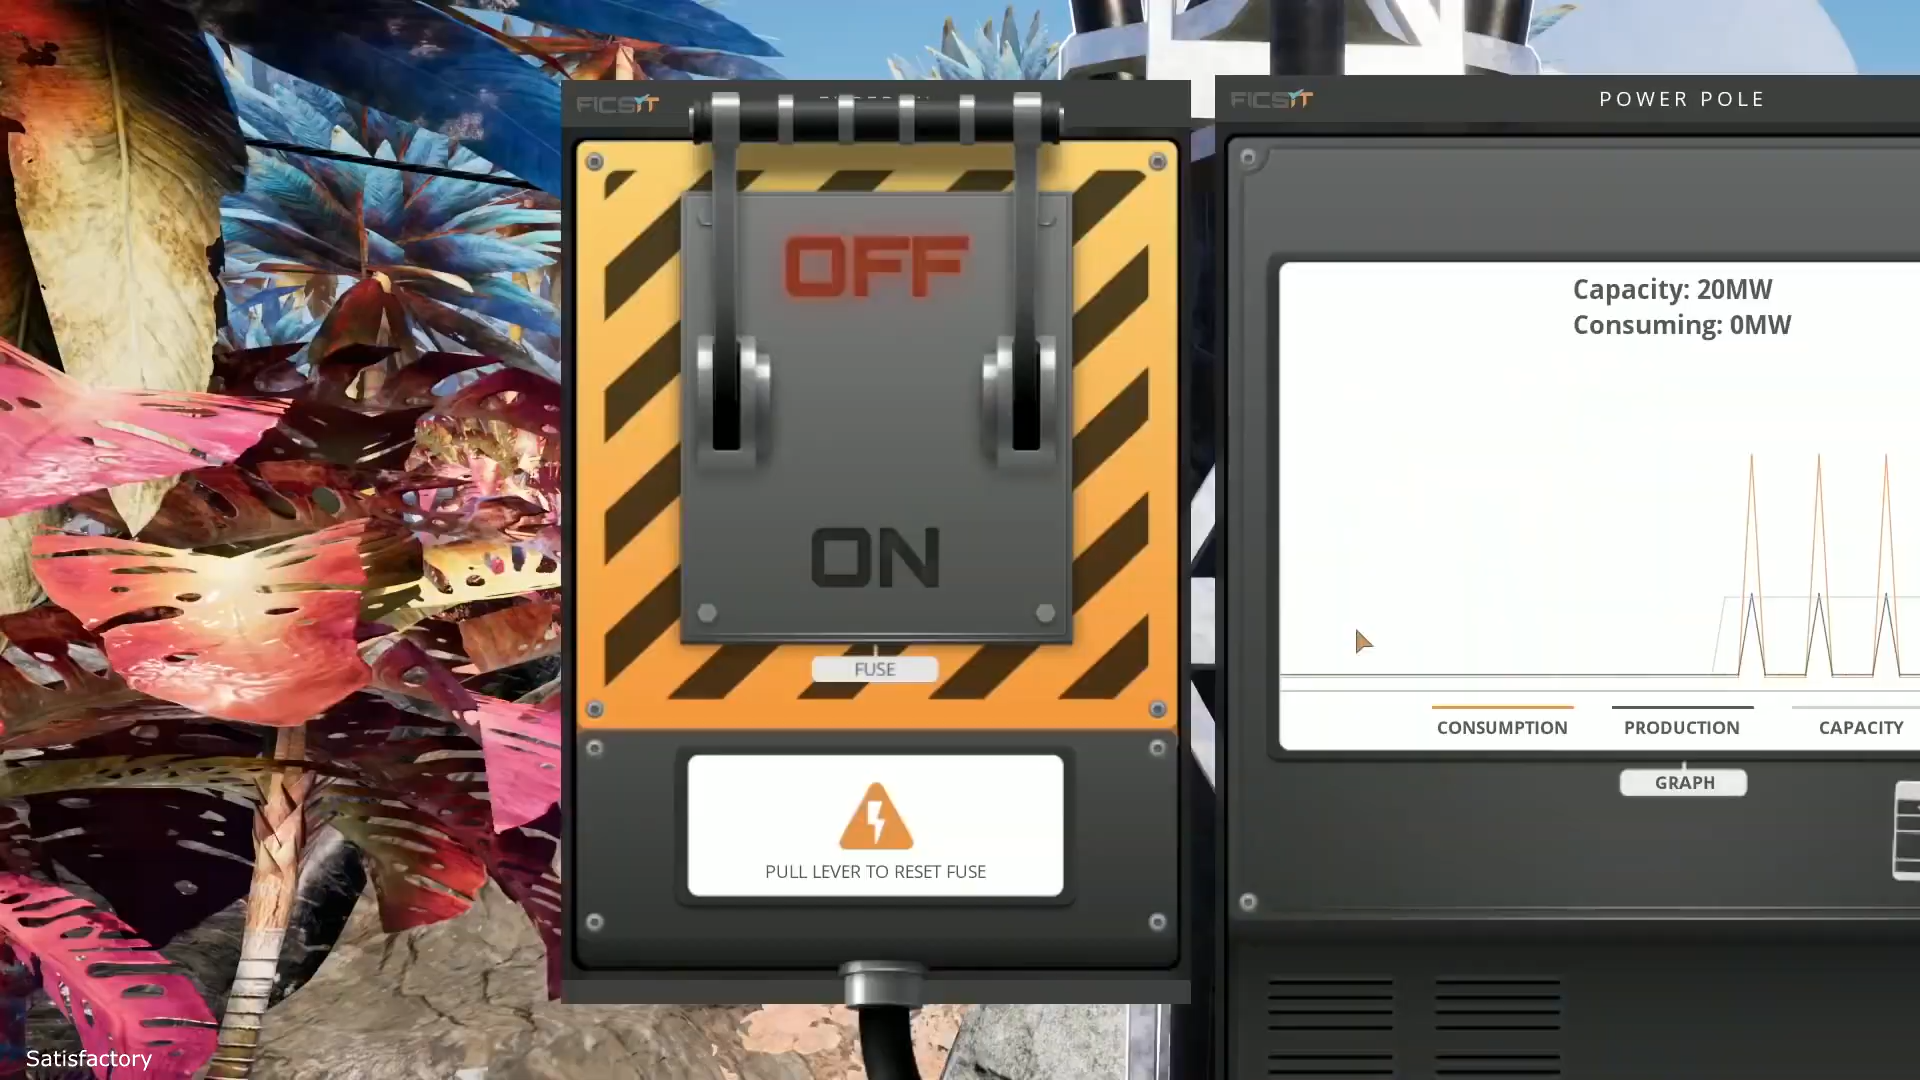 FICSIT
OFF
ON
FUSE
PULL LEVER TO RESET FUSE
FICSIT
POWER POLE
Capacity: 20MW
Consuming: 0MW
CONSUMPTION
PRODUCTION
CAPACITY
GRAPH
Satisfactory